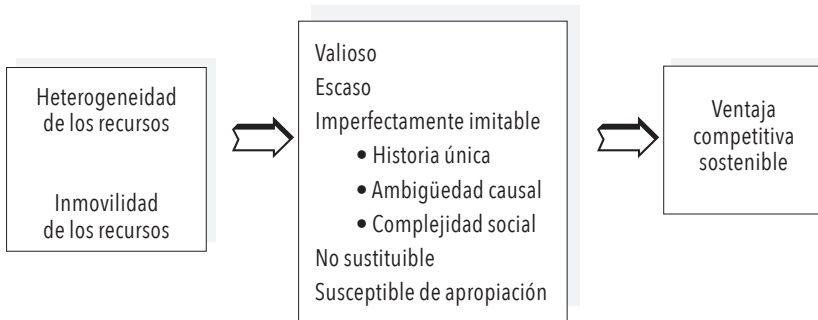 Heterogeneidad
de los recursos
Inmovilidad
de los recursos
Valioso
Escaso
Imperfectamente imitable
• Historia única
• Ambigüedad causal
• Complejidad social
No sustituible
Susceptible de apropiación
Ventaja
competitiva
sostenible